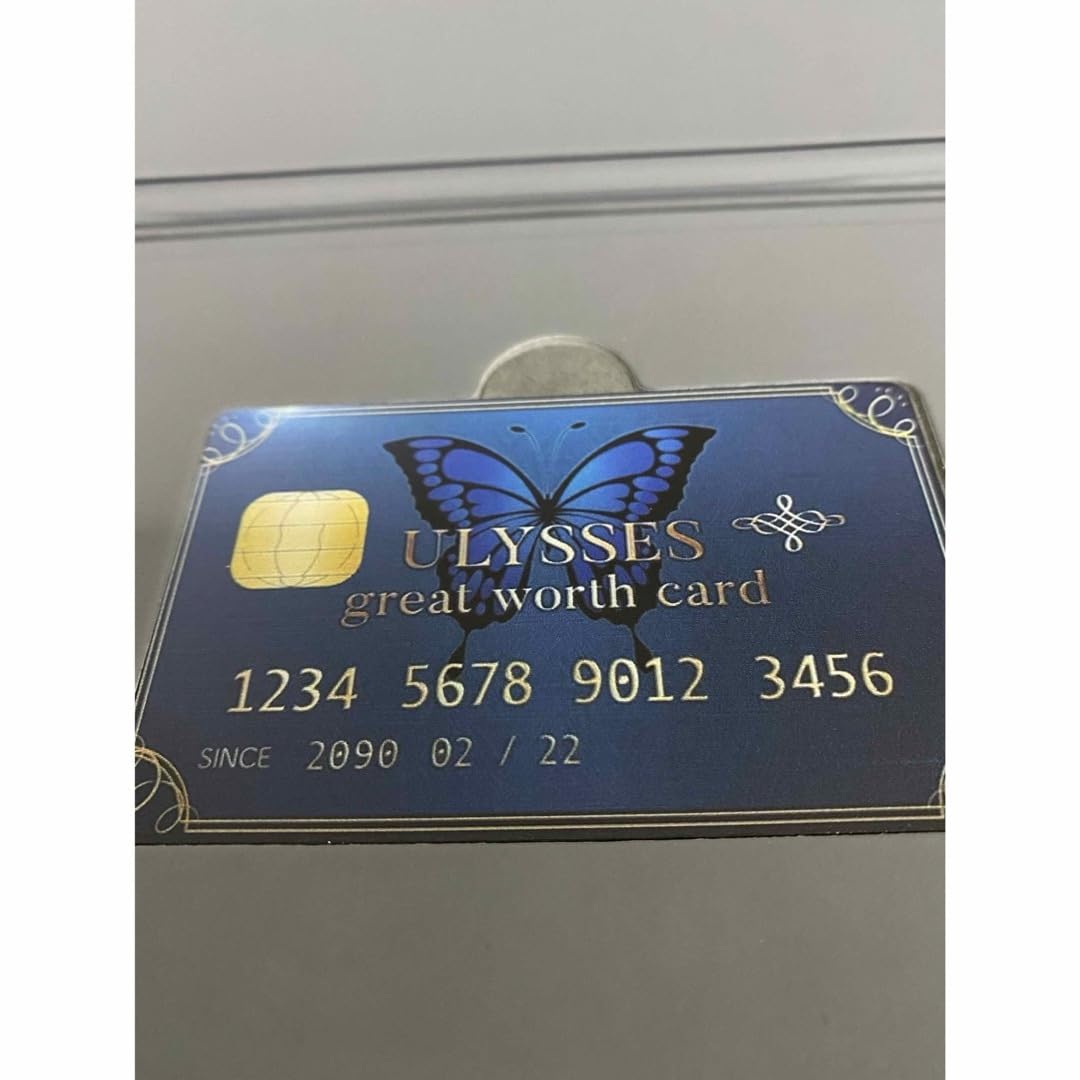 ULYSSES
great worth card
1234 5678 9012 3456
SINCE 2090 02 / 22